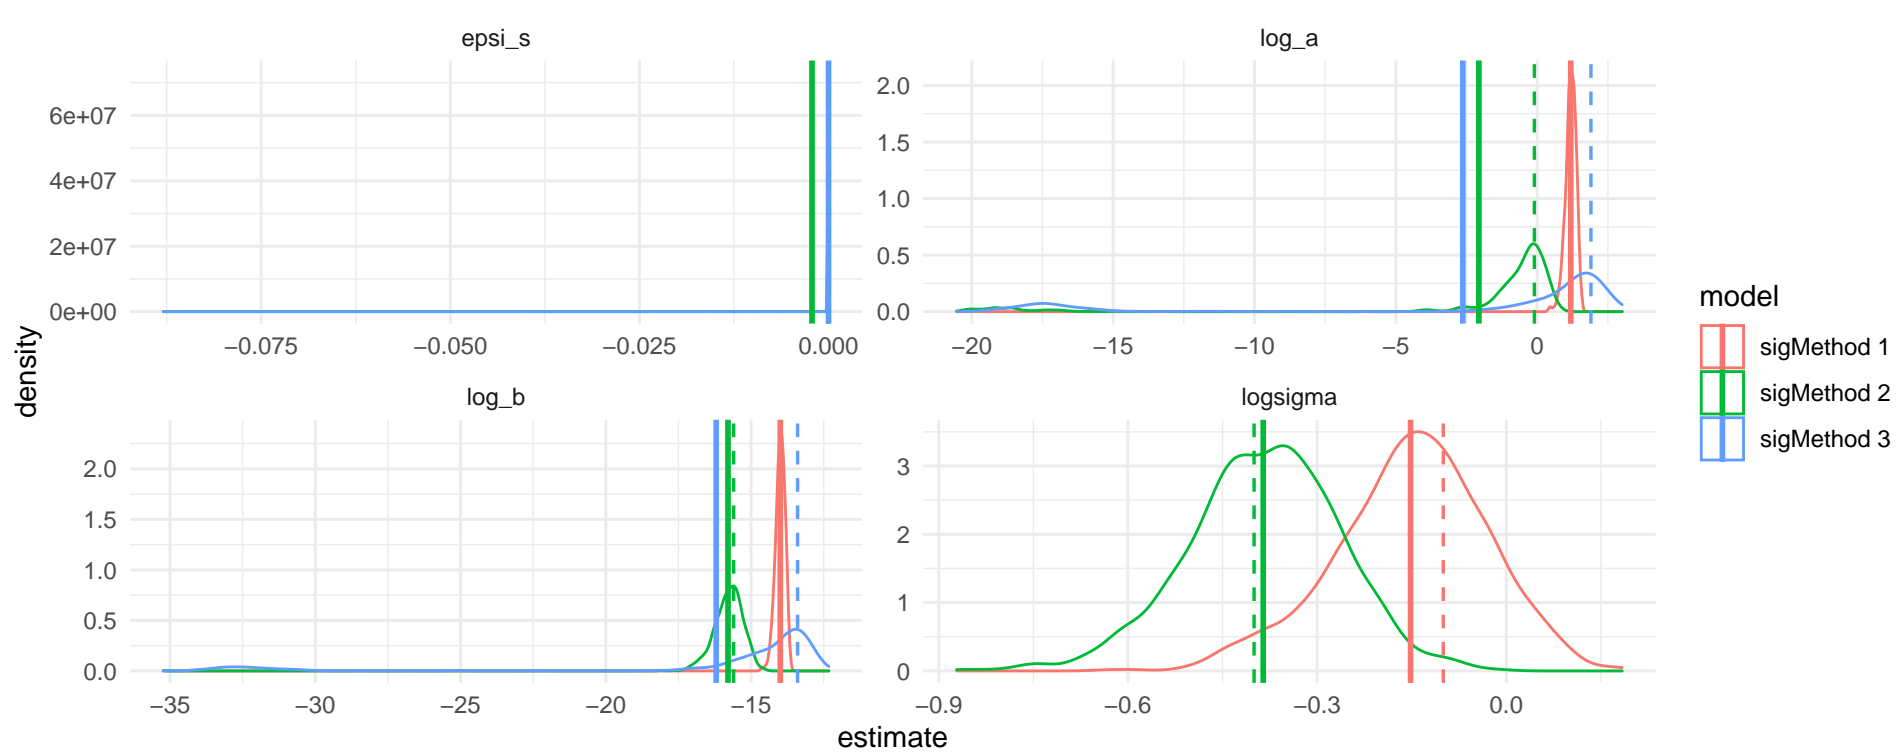 epsi_s
log_a
6e+07
4e+07
2e+07
0e+00
−0.075
−0.050
−0.025
0.000
2.0
1.5
1.0
0.5
0.0
−20
−15
−10
−5
0
log_b
logsigma
2.0
1.5
1.0
0.5
0.0
−35
−30
−25
−20
−15
3
2
1
0
−0.9
−0.6
−0.3
0.0
density
estimate
model
sigMethod 1
sigMethod 2
sigMethod 3